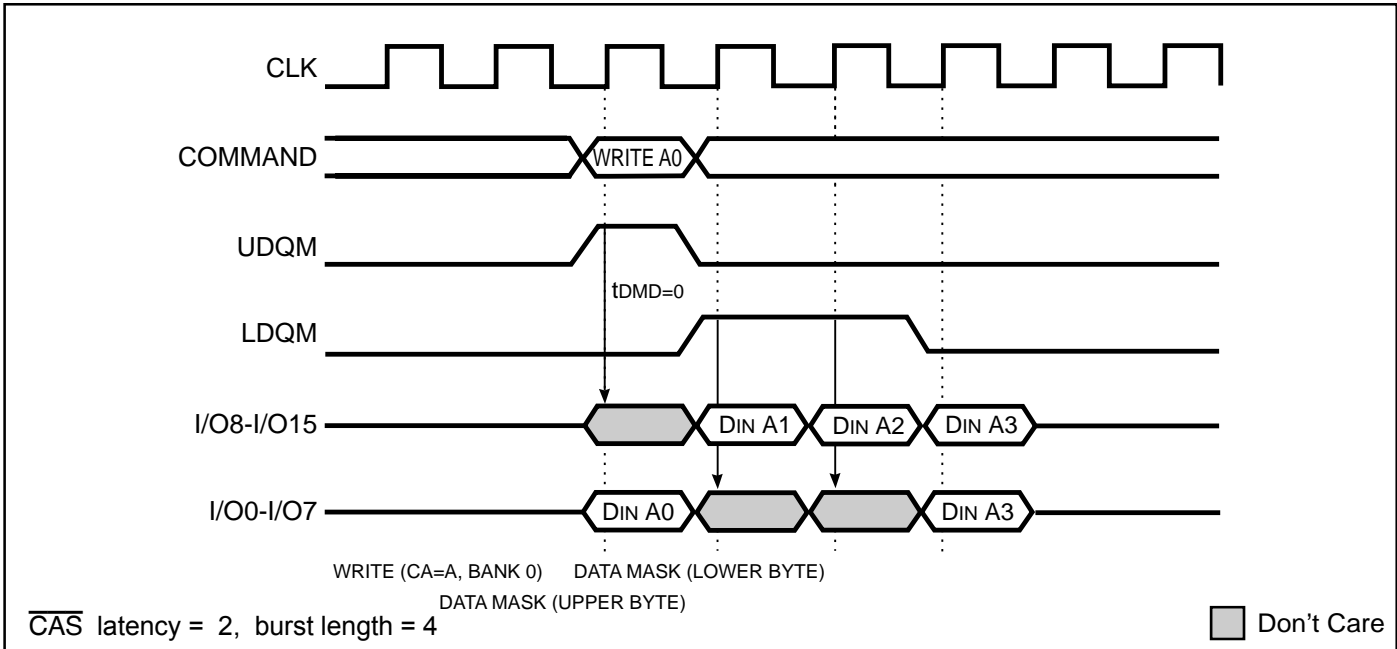 CLK
COMMAND WRITE A0
UDQM
tDMD=0
LDQM
I/O8-I/O15 DIN A1 DIN A2 DIN A3
I/O0-I/O7 DIN A0 DIN A3
WRITE (CA=A, BANK 0) DATA MASK (LOWER BYTE)
DATA MASK (UPPER BYTE)
CAS latency = 2, burst length = 4 Don't Care